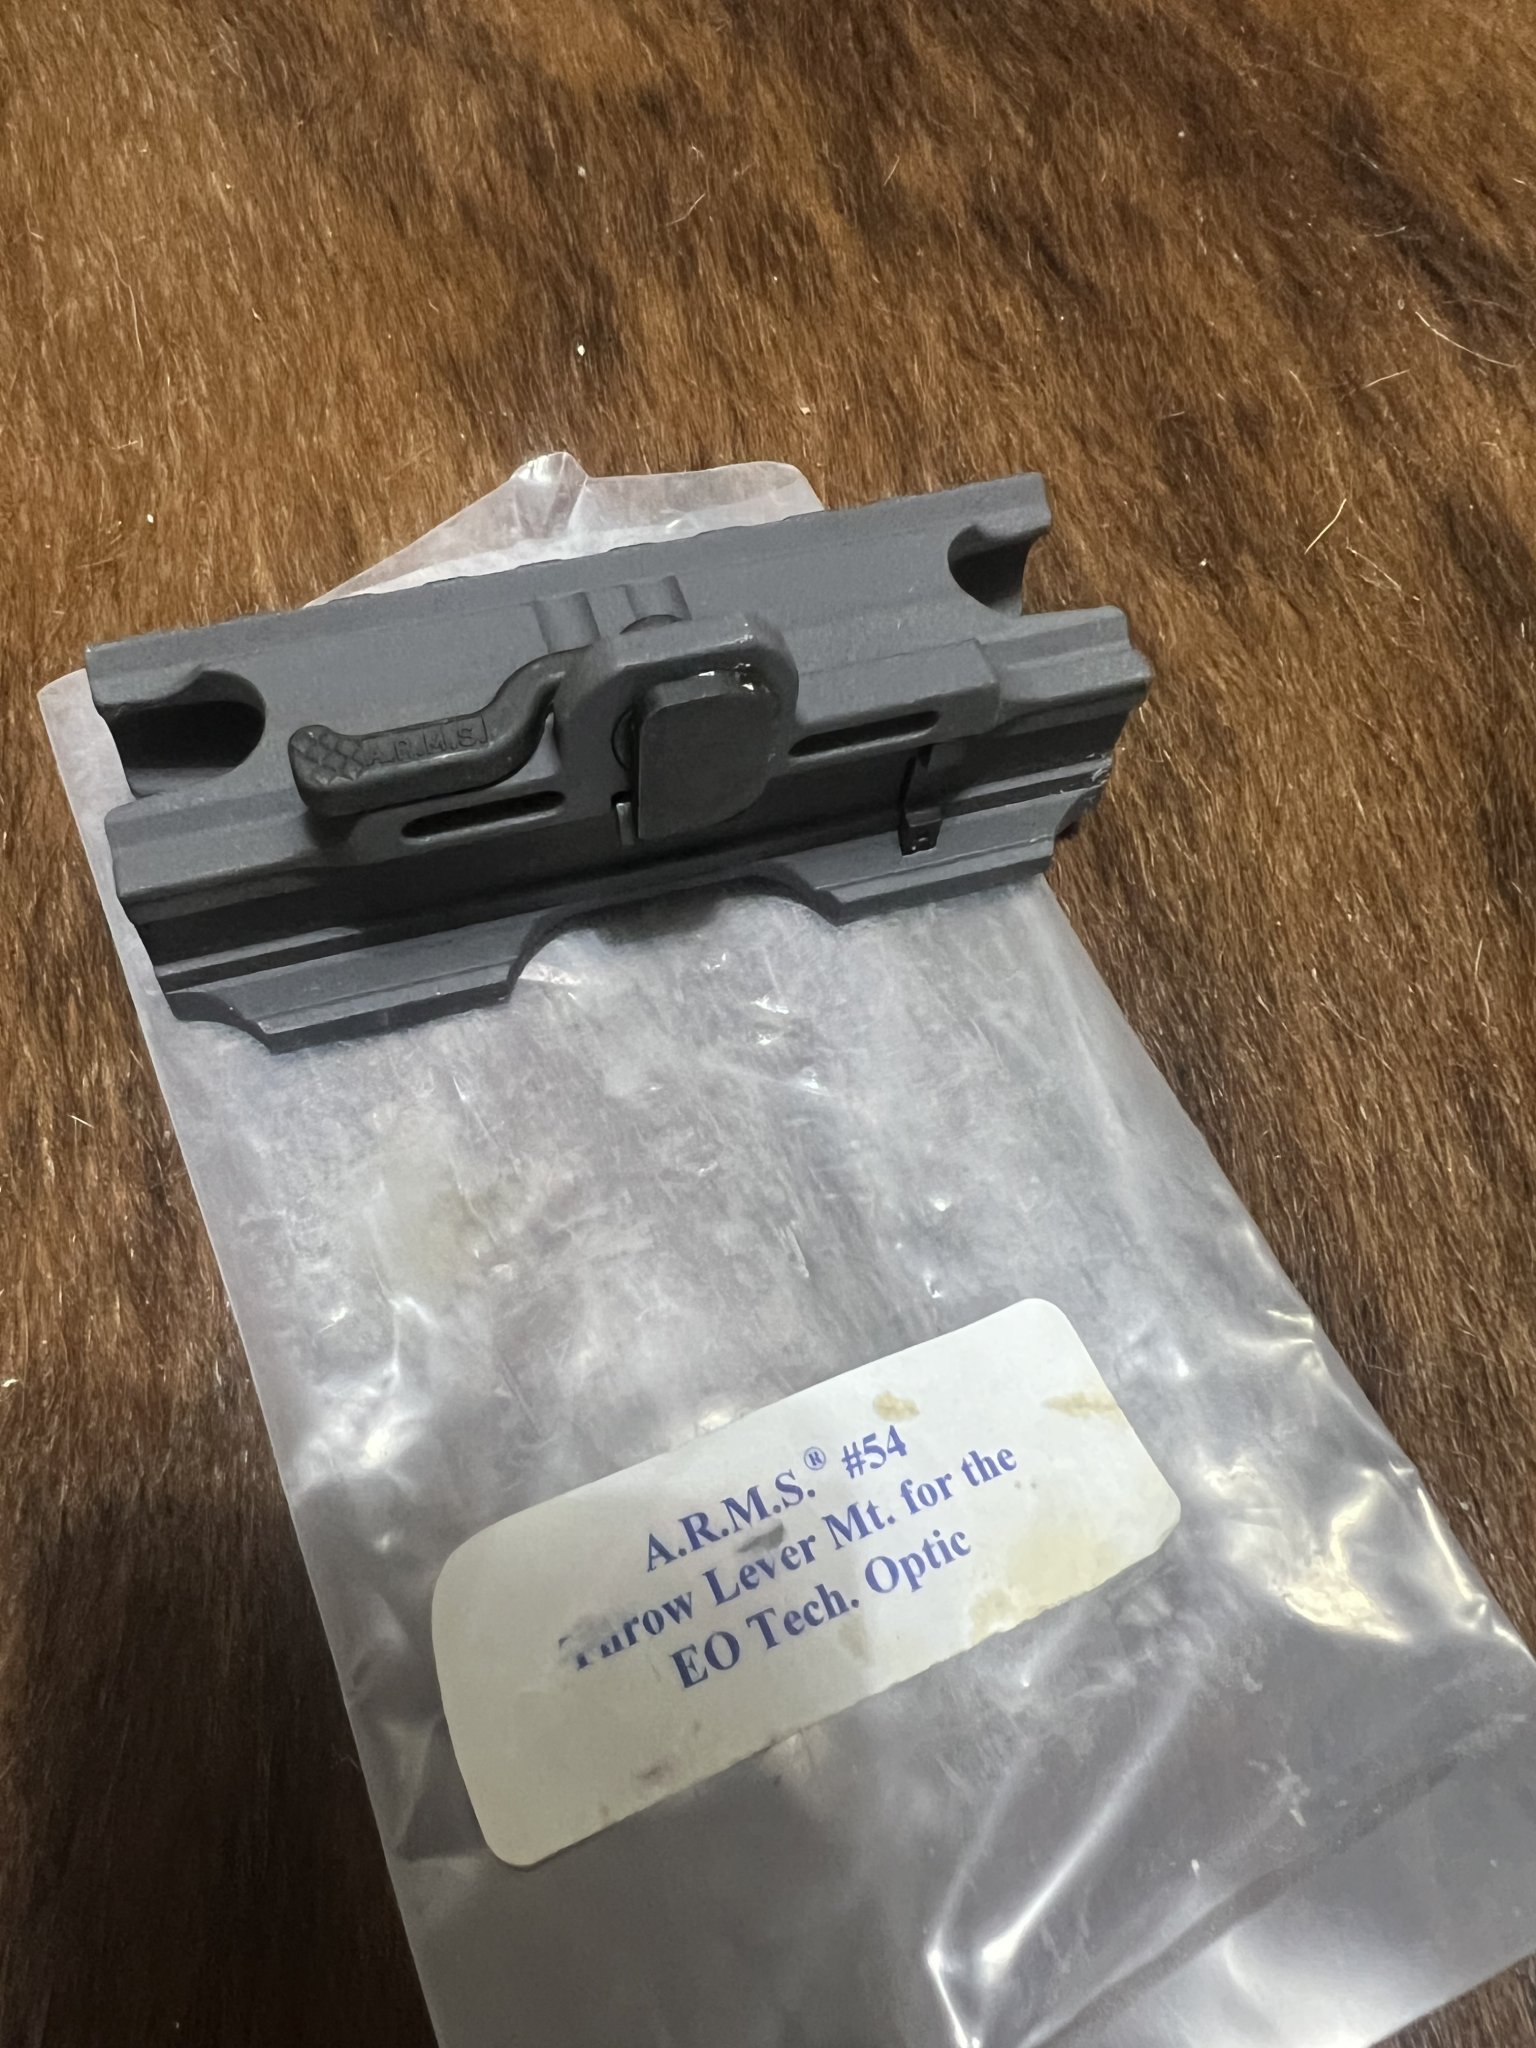 A.R.M.S.
A.R.M.S.® #54
Throw Lever Mt. for the
EO Tech. Optic